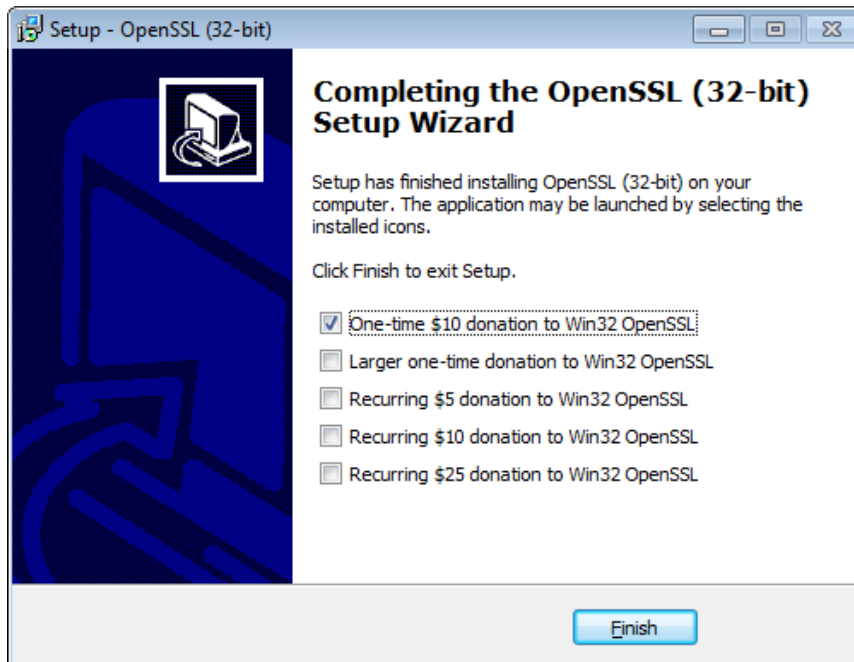 Setup - OpenSSL (32-bit)
Completing the OpenSSL (32-bit)
Setup Wizard
Setup has finished installing OpenSSL (32-bit) on your
computer. The application may be launched by selecting the
installed icons.
Click Finish to exit Setup.
One-time $10 donation to Win32 OpenSSL
Larger one-time donation to Win32 OpenSSL
Recurring $5 donation to Win32 OpenSSL
Recurring $10 donation to Win32 OpenSSL
Recurring $25 donation to Win32 OpenSSL
Finish